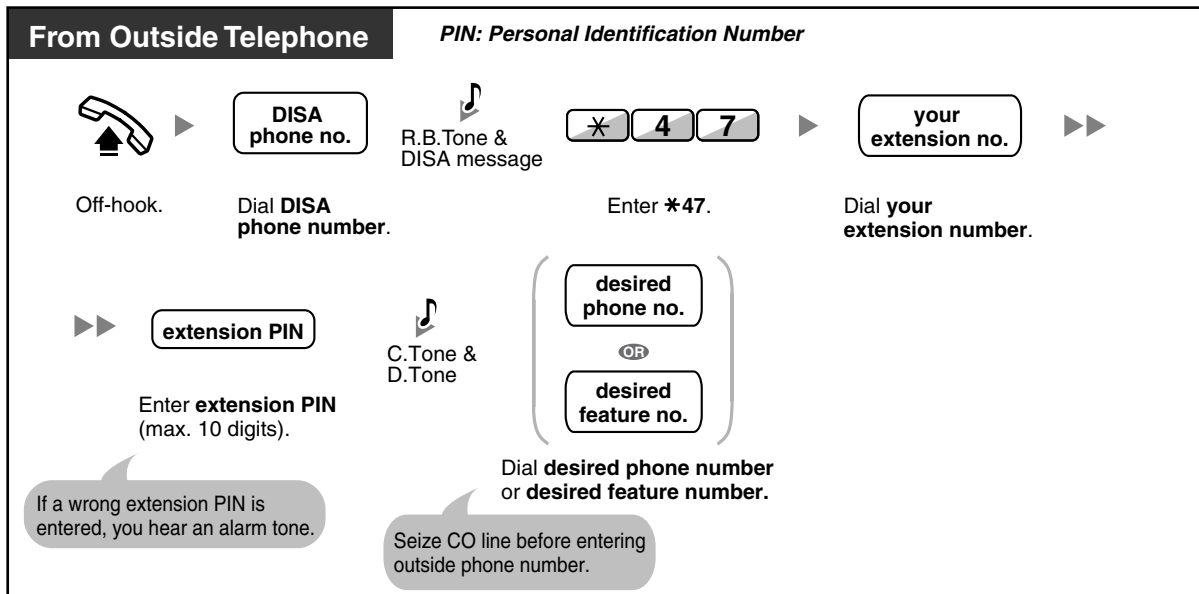 From Outside Telephone
PIN: Personal Identification Number
DISA
phone no.
R.B.Tone &
DISA message
* 4 7
your
extension no.
Off-hook.
Dial DISA
phone number.
Enter *47.
Dial your
extension number.
extension PIN
C.Tone &
D.Tone
desired
phone no.
OR
desired
feature no.
Enter extension PIN
(max. 10 digits).
Dial desired phone number
or desired feature number.
If a wrong extension PIN is
entered, you hear an alarm tone.
Seize CO line before entering
outside phone number.